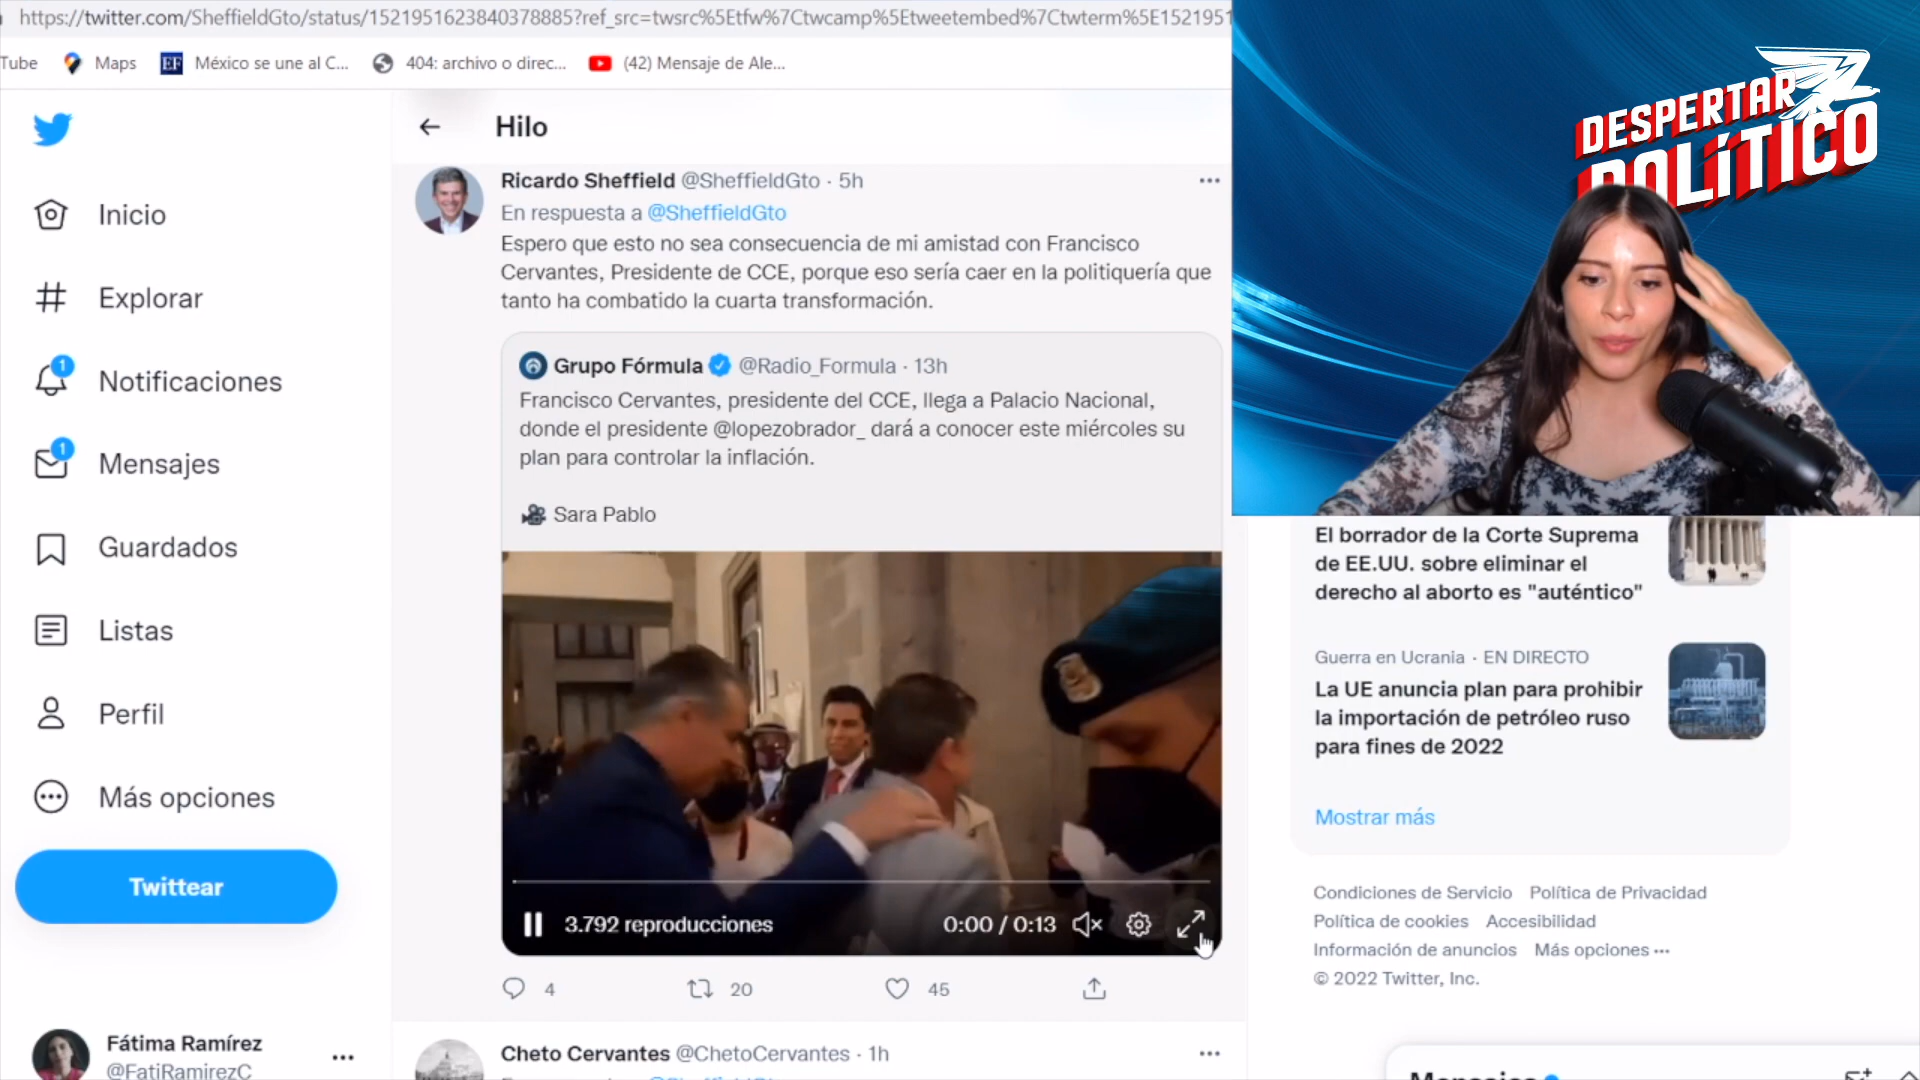 https://twitter.com/SheffieldGto/status/1521951623840378885?ref_src=twsrc%5Etfw%7Ctwcamp%5Etweetembed%7Ctwterm%5E1521951
Tube
Maps
EF
México se une al C...
404: archivo o direc...
(42) Mensaje de Ale...
DESPERTAR
POLÍTICO
Hilo
Inicio
Explorar
1
Notificaciones
1
Mensajes
Guardados
Listas
Perfil
Más opciones
Twittear
Fátima Ramírez
@FatiRamirezC
Ricardo Sheffield @SheffieldGto · 5h
En respuesta a @SheffieldGto
Espero que esto no sea consecuencia de mi amistad con Francisco
Cervantes, Presidente de CCE, porque eso sería caer en la politiquería que
tanto ha combatido la cuarta transformación.
Grupo Fórmula @Radio_Formula · 13h
Francisco Cervantes, presidente del CCE, llega a Palacio Nacional,
donde el presidente @lopezobrador_ dará a conocer este miércoles su
plan para controlar la inflación.
Sara Pablo
3.792 reproducciones
0:00 / 0:13
4
20
45
Cheto Cervantes @ChetoCervantes · 1h
El borrador de la Corte Suprema
de EE.UU. sobre eliminar el
derecho al aborto es "auténtico"
Guerra en Ucrania · EN DIRECTO
La UE anuncia plan para prohibir
la importación de petróleo ruso
para fines de 2022
Mostrar más
Condiciones de Servicio Política de Privacidad
Política de cookies Accesibilidad
Información de anuncios Más opciones ···
© 2022 Twitter, Inc.
Mensajes